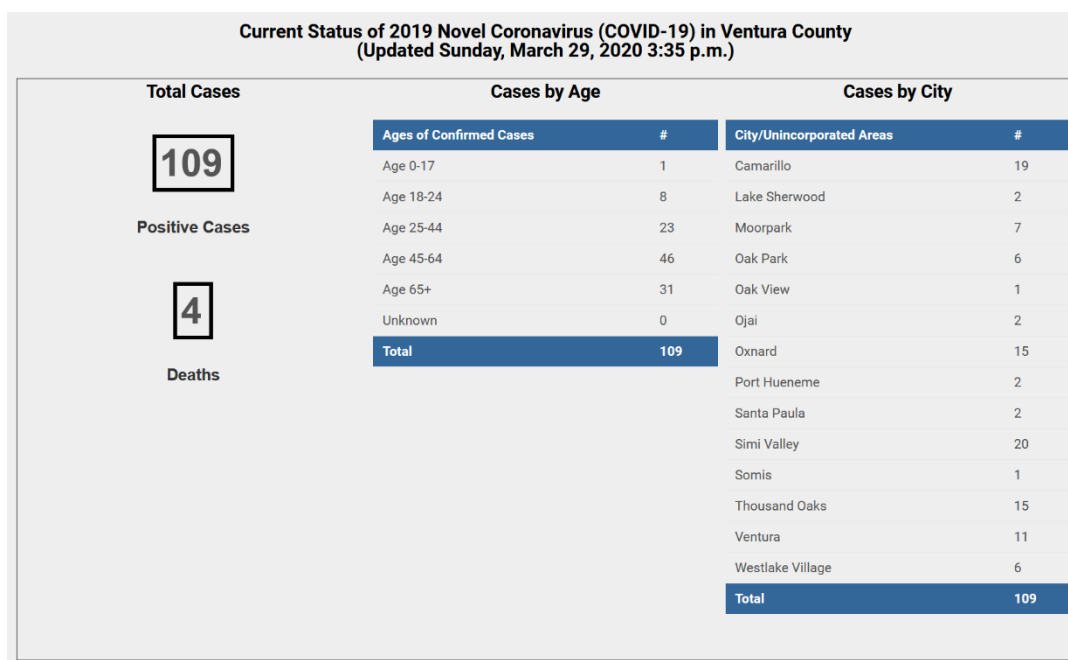 Current Status of 2019 Novel Coronavirus (COVID-19) in Ventura County
(Updated Sunday, March 29, 2020 3:35 p.m.)
Total Cases
109
Positive Cases
4
Deaths
Cases by Age
Ages of Confirmed Cases #
Age 0-17 1
Age 18-24 8
Age 25-44 23
Age 45-64 46
Age 65+ 31
Unknown 0
Total 109
Cases by City
City/Unincorporated Areas #
Camarillo 19
Lake Sherwood 2
Moorpark 7
Oak Park 6
Oak View 1
Ojai 2
Oxnard 15
Port Hueneme 2
Santa Paula 2
Simi Valley 20
Somis 1
Thousand Oaks 15
Ventura 11
Westlake Village 6
Total 109